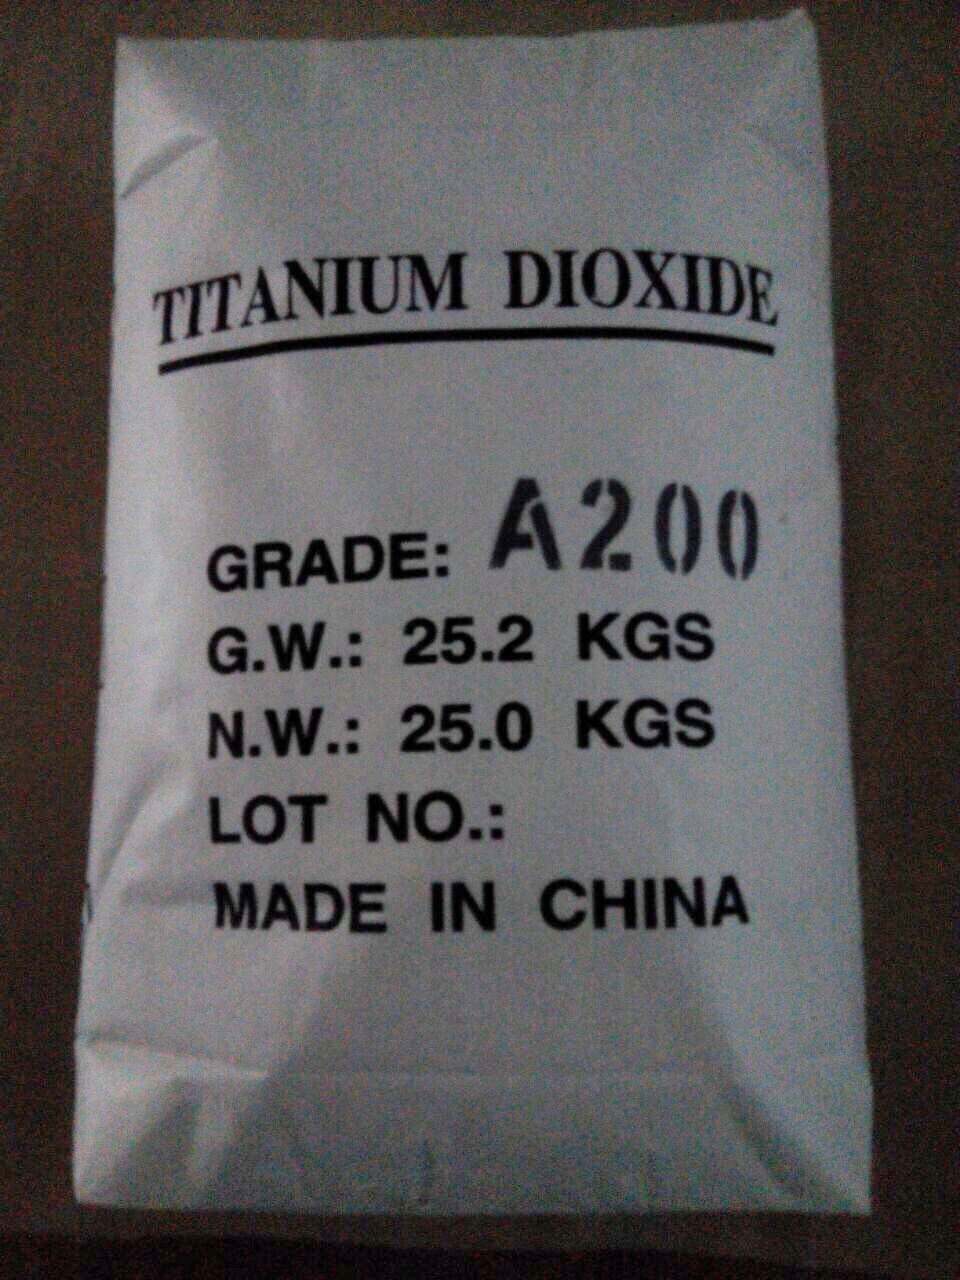 TITANIUM DIOXIDE
GRADE: A200
G.W.: 25.2 KGS
N.W.: 25.0 KGS
LOT NO.:
MADE IN CHINA